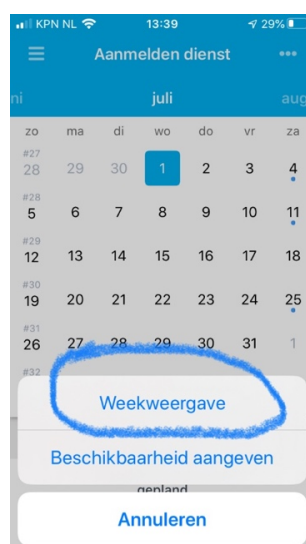 KPN NL 13:39 29%
Aanmelden dienst
ni juli aug
zo ma di wo do vr za
#27
28 29 30 1 2 3 4
#28
5 6 7 8 9 10 11
#29
12 13 14 15 16 17 18
#30
19 20 21 22 23 24 25
#31
26 27 28 29 30 31 1
#32
Weekweergave
Beschikbaarheid aangeven
gepland
Annuleren